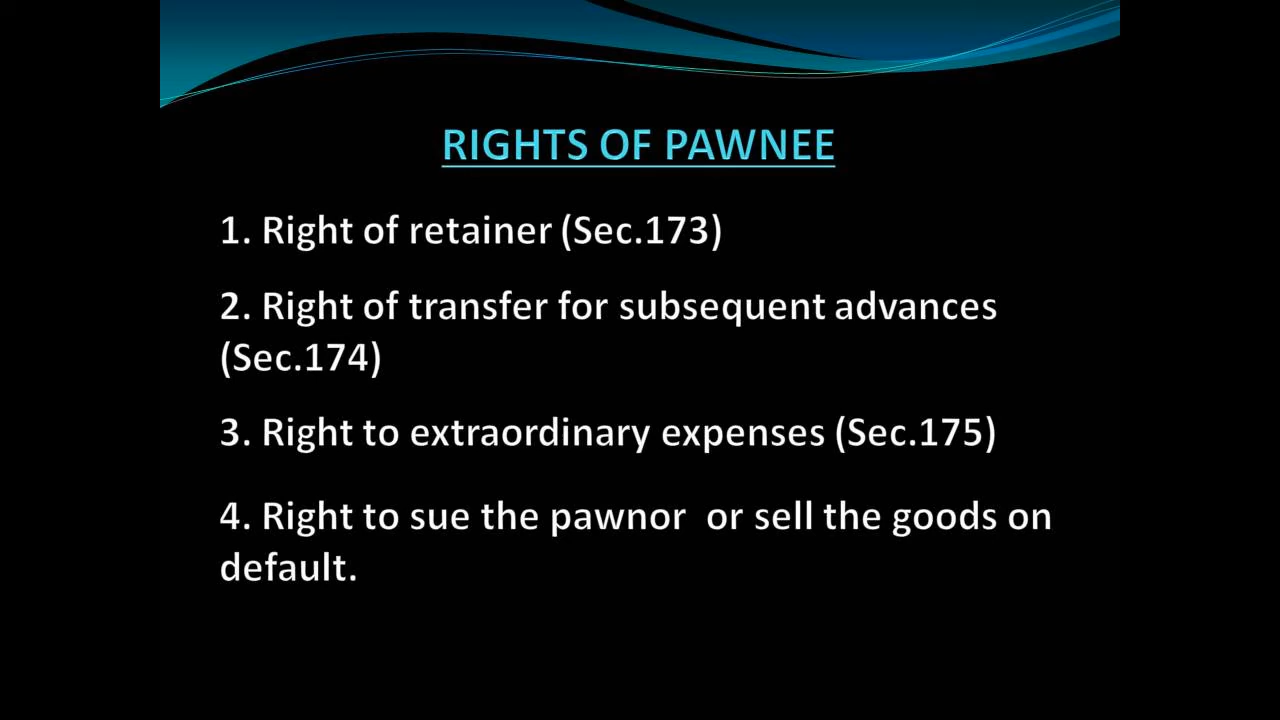 RIGHTS OF PAWNEE
1. Right of retainer (Sec.173)
2. Right of transfer for subsequent advances
(Sec.174)
3. Right to extraordinary expenses (Sec.175)
4. Right to sue the pawnor  or sell the goods on
default.